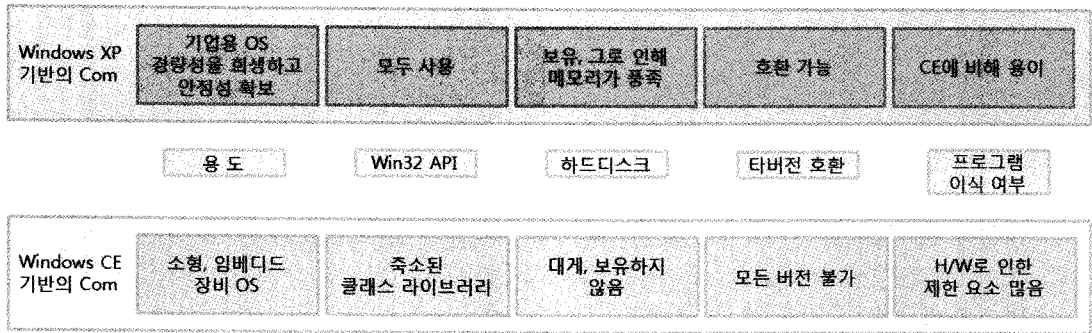 Windows XP
기반의 Com
기업용 OS
경량성을 희생하고
안정성 확보
모두 사용
보유, 그로 인해
메모리가 풍족
호환 가능
CE에 비해 용이
용 도
Win32 API
하드디스크
타버전 호환
프로그램
이식 여부
Windows CE
기반의 Com
소형, 임베디드
장비 OS
축소된
클래스 라이브러리
대게, 보유하지
않음
모든 버전 불가
H/W로 인한
제한 요소 많음